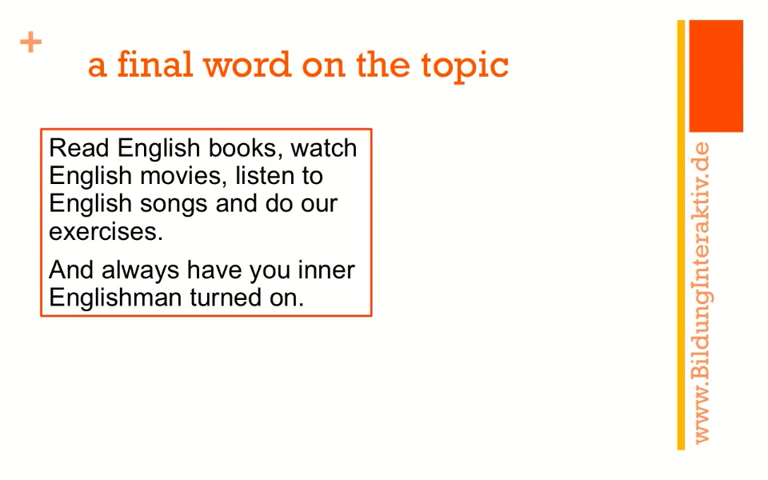 +
a final word on the topic
Read English books, watch
English movies, listen to
English songs and do our
exercises.
And always have you inner
Englishman turned on.
www.BildungInteraktiv.de